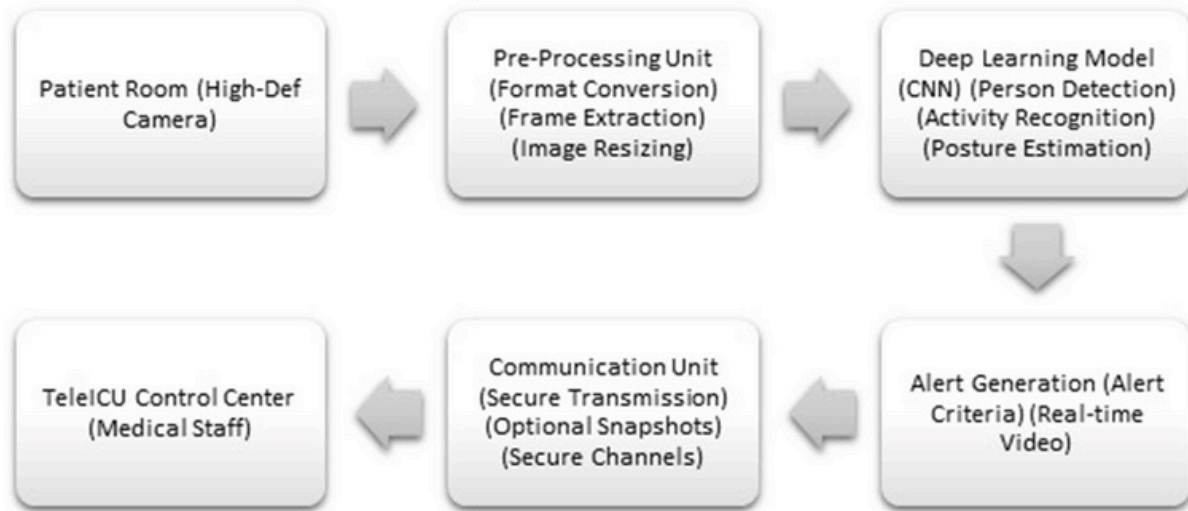 Patient Room (High-Def
Camera)
Pre-Processing Unit
(Format Conversion)
(Frame Extraction)
(Image Resizing)
Deep Learning Model
(CNN) (Person Detection)
(Activity Recognition)
(Posture Estimation)
Alert Generation (Alert
Criteria) (Real-time
Video)
Communication Unit
(Secure Transmission)
(Optional Snapshots)
(Secure Channels)
TeleICU Control Center
(Medical Staff)